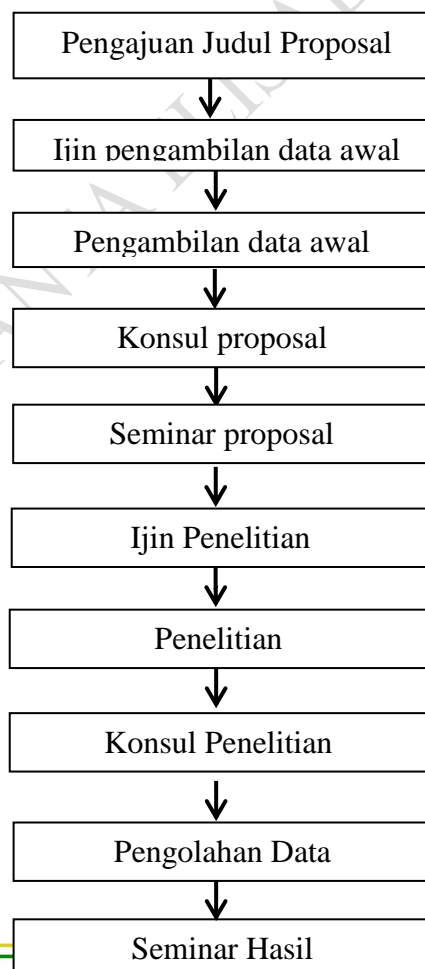 Pengajuan Judul Proposal
Ijin pengambilan data awal
Pengambilan data awal
Konsul proposal
Seminar proposal
Ijin Penelitian
Penelitian
Konsul Penelitian
Pengolahan Data
Seminar Hasil